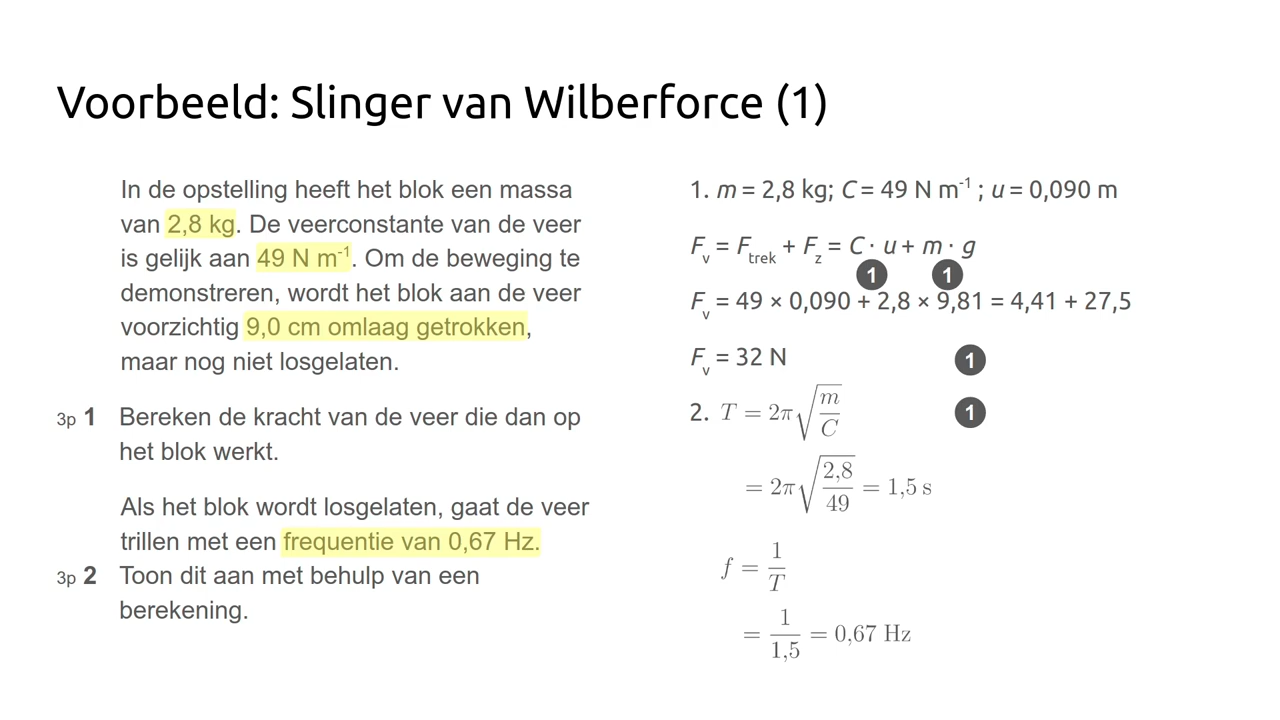 Voorbeeld: Slinger van Wilberforce (1)
In de opstelling heeft het blok een massa
van 2,8 kg. De veerconstante van de veer
is gelijk aan 49 N m⁻¹. Om de beweging te
demonstreren, wordt het blok aan de veer
voorzichtig 9,0 cm omlaag getrokken,
maar nog niet losgelaten.
3p 1 Bereken de kracht van de veer die dan op
het blok werkt.
Als het blok wordt losgelaten, gaat de veer
trillen met een frequentie van 0,67 Hz.
3p 2 Toon dit aan met behulp van een
berekening.
1. m = 2,8 kg; C = 49 N m⁻¹ ; u = 0,090 m
F_v = F_trek + F_z = C · u + m · g
1 1
F_v = 49 × 0,090 + 2,8 × 9,81 = 4,41 + 27,5
F_v = 32 N 1
2. T = 2π√(m/C) 1
= 2π√(2,8/49) = 1,5 s
f = 1/T
= 1/1,5 = 0,67 Hz